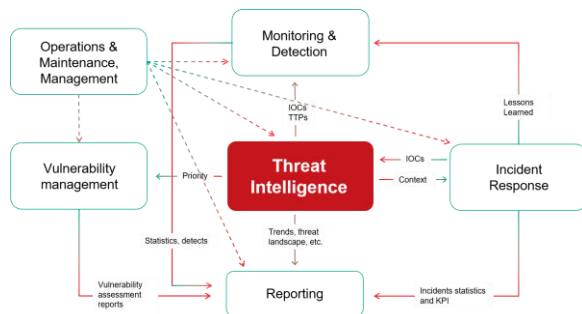 Operations &
Maintenance,
Management
Monitoring &
Detection
IOCs
TTPs
Lessons
Learned
Vulnerability
management
Priority
Threat
Intelligence
IOCs
Context
Incident
Response
Statistics, detects
Trends, threat
landscape, etc.
Vulnerability
assessment
reports
Reporting
Incidents statistics
and KPI